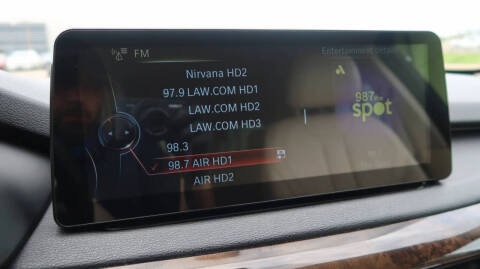 FM
Entertainment details
Nirvana HD2
97.9 LAW.COM HD1
LAW.COM HD2
LAW.COM HD3
98.3
98.7 AIR HD1
AIR HD2
987
spot